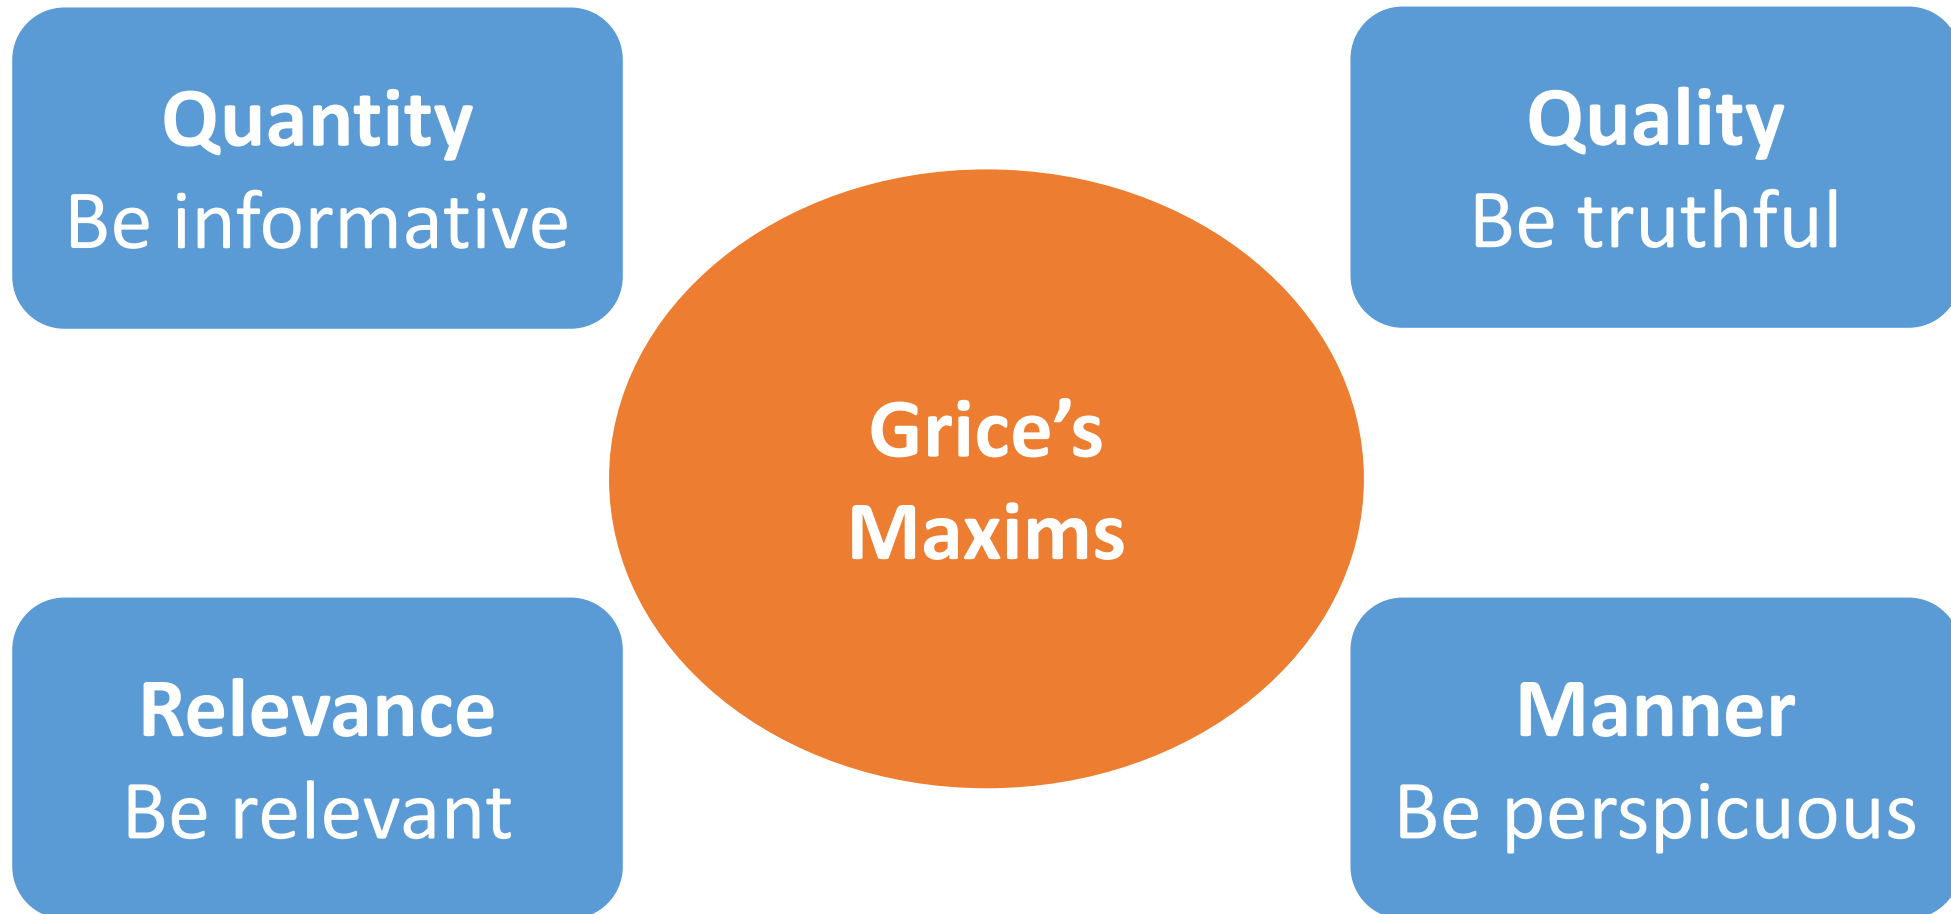 Quantity
Be informative
Quality
Be truthful
Grice’s
Maxims
Relevance
Be relevant
Manner
Be perspicuous